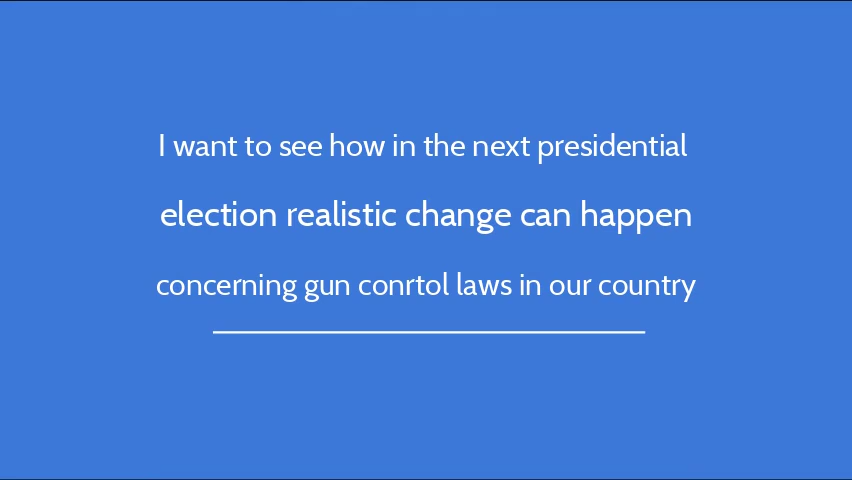 I want to see how in the next presidential
election realistic change can happen
concerning gun conrtol laws in our country